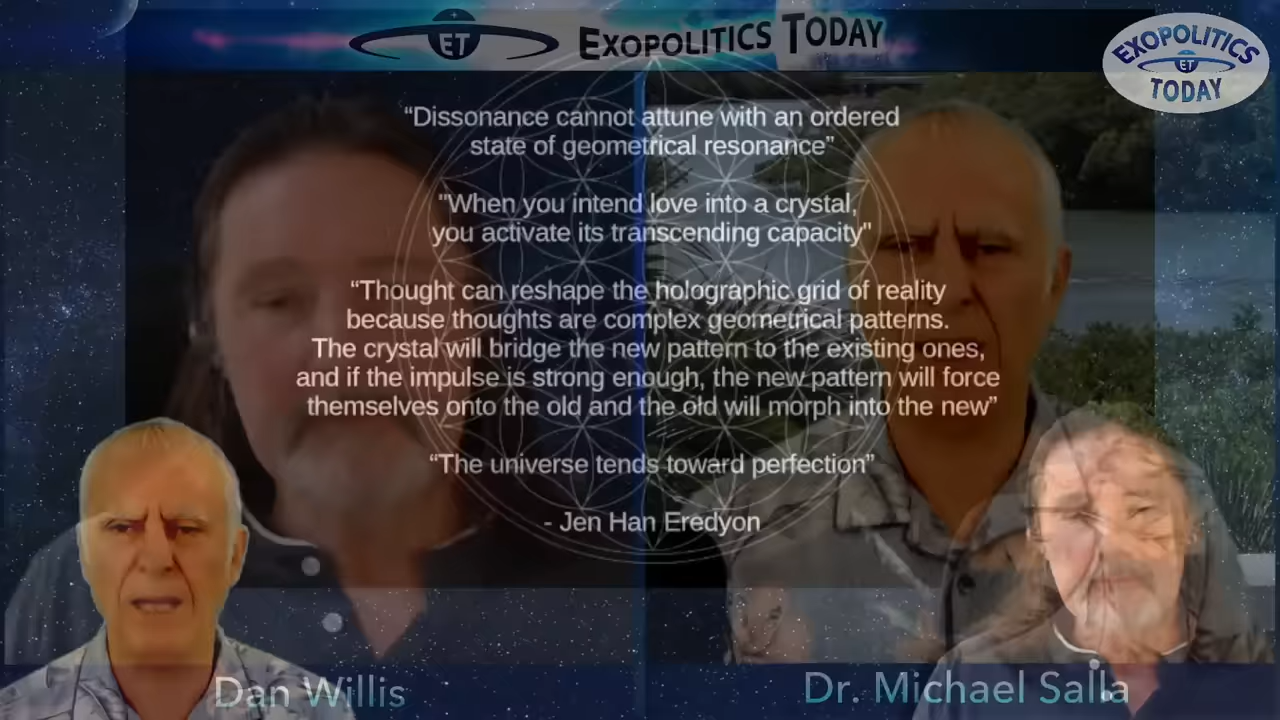 ET
EXOPOLITICS TODAY
EXOPOLITICS
ET
TODAY
“Dissonance cannot attune with an ordered
state of geometrical resonance”
"When you intend love into a crystal,
you activate its transcending capacity"
“Thought can reshape the holographic grid of reality
because thoughts are complex geometrical patterns.
The crystal will bridge the new pattern to the existing ones,
and if the impulse is strong enough, the new pattern will force
themselves onto the old and the old will morph into the new”
“The universe tends toward perfection”
- Jen Han Eredyon
Dan Willis
Dr. Michael Salla